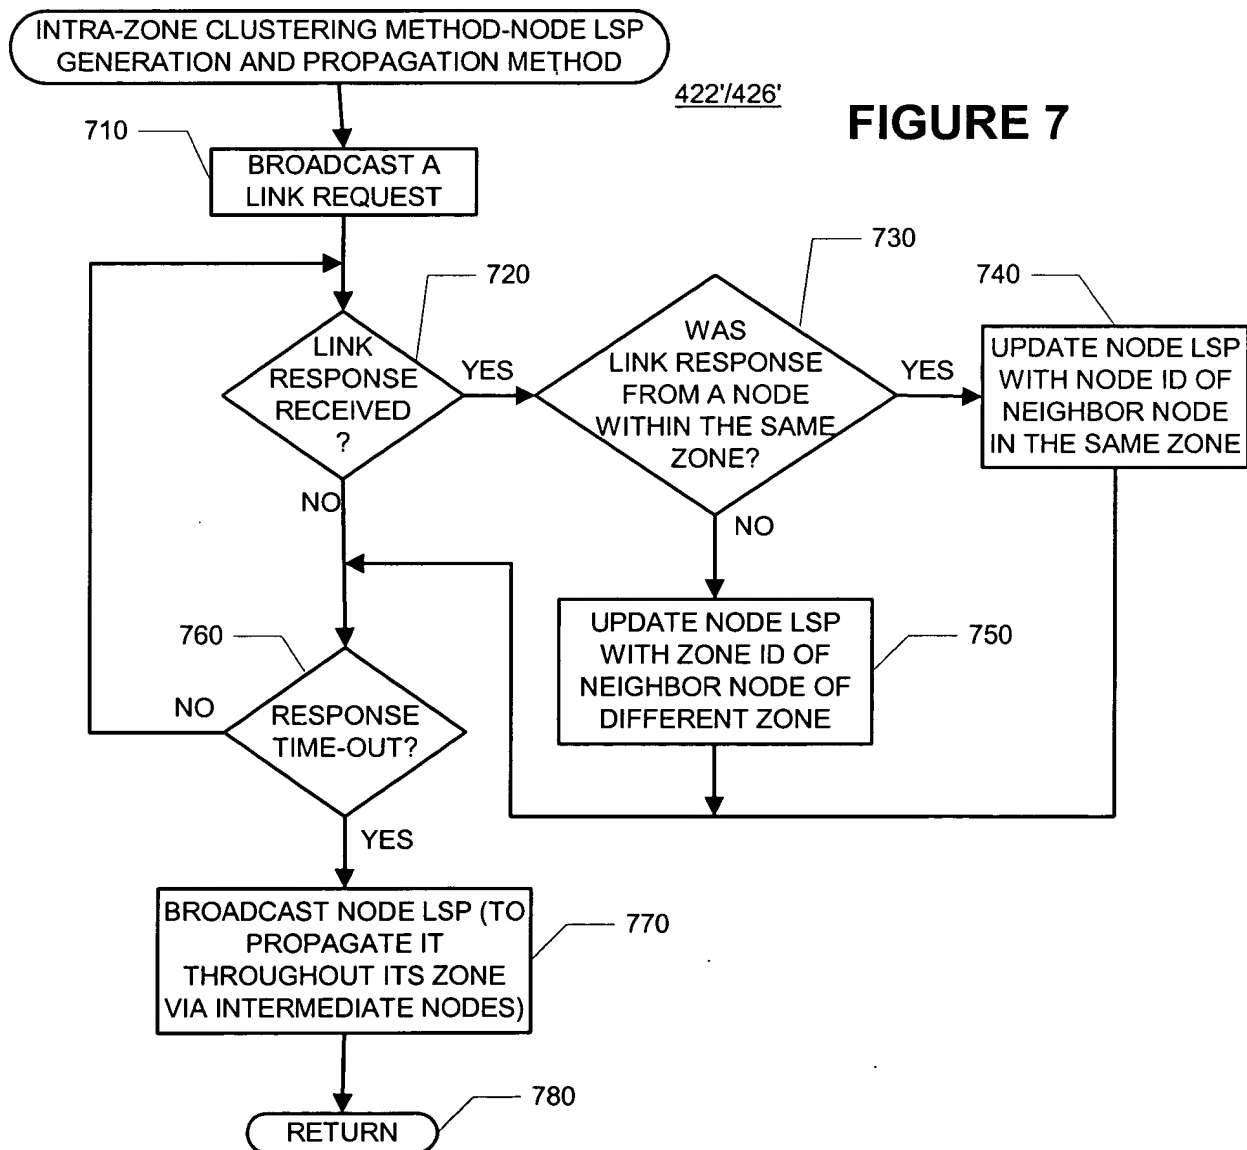 INTRA-ZONE CLUSTERING METHOD-NODE LSP
GENERATION AND PROPAGATION METHOD
422'/426'
FIGURE 7
710
BROADCAST A
LINK REQUEST
720
LINK
RESPONSE
RECEIVED
?
YES
NO
730
WAS
LINK RESPONSE
FROM A NODE
WITHIN THE SAME
ZONE?
YES
NO
740
UPDATE NODE LSP
WITH NODE ID OF
NEIGHBOR NODE
IN THE SAME ZONE
750
UPDATE NODE LSP
WITH ZONE ID OF
NEIGHBOR NODE OF
DIFFERENT ZONE
760
RESPONSE
TIME-OUT?
NO
YES
770
BROADCAST NODE LSP (TO
PROPAGATE IT
THROUGHOUT ITS ZONE
VIA INTERMEDIATE NODES)
780
RETURN